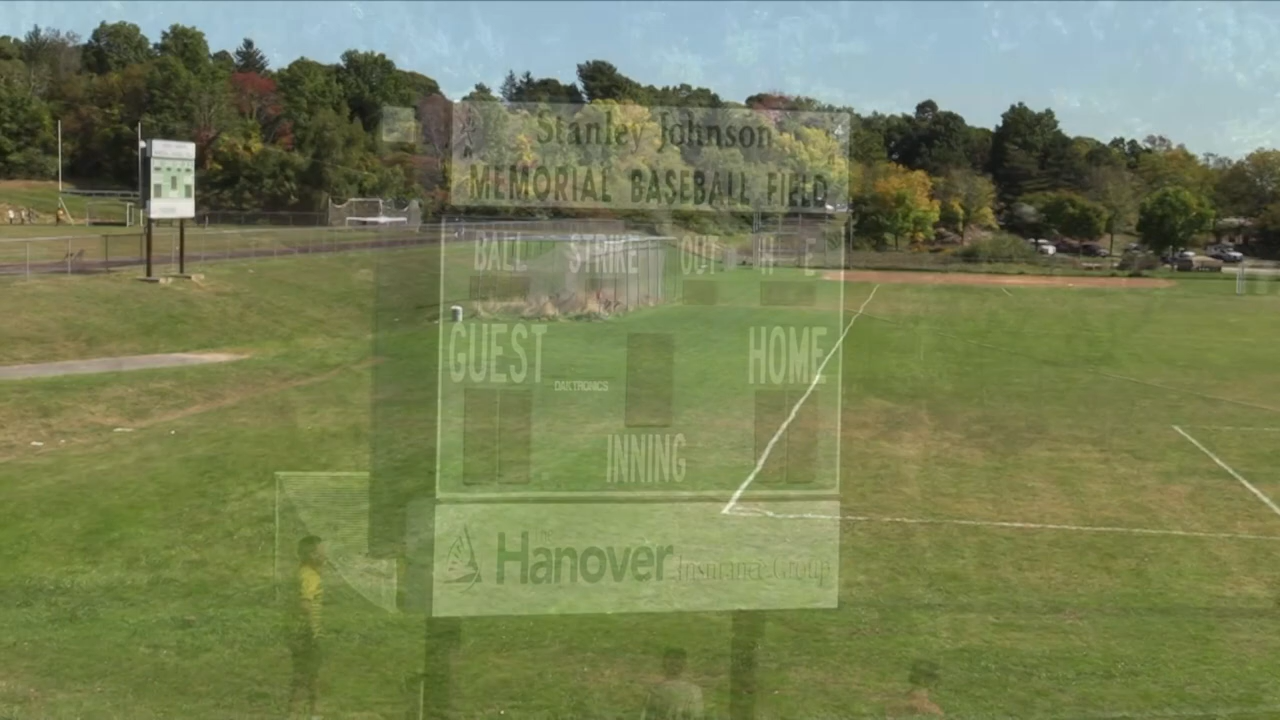 Stanley Johnson
MEMORIAL BASEBALL FIELD
BALL STRIKE OUT H E
GUEST HOME
DAKTRONICS
INNING
The
Hanover Insurance Group